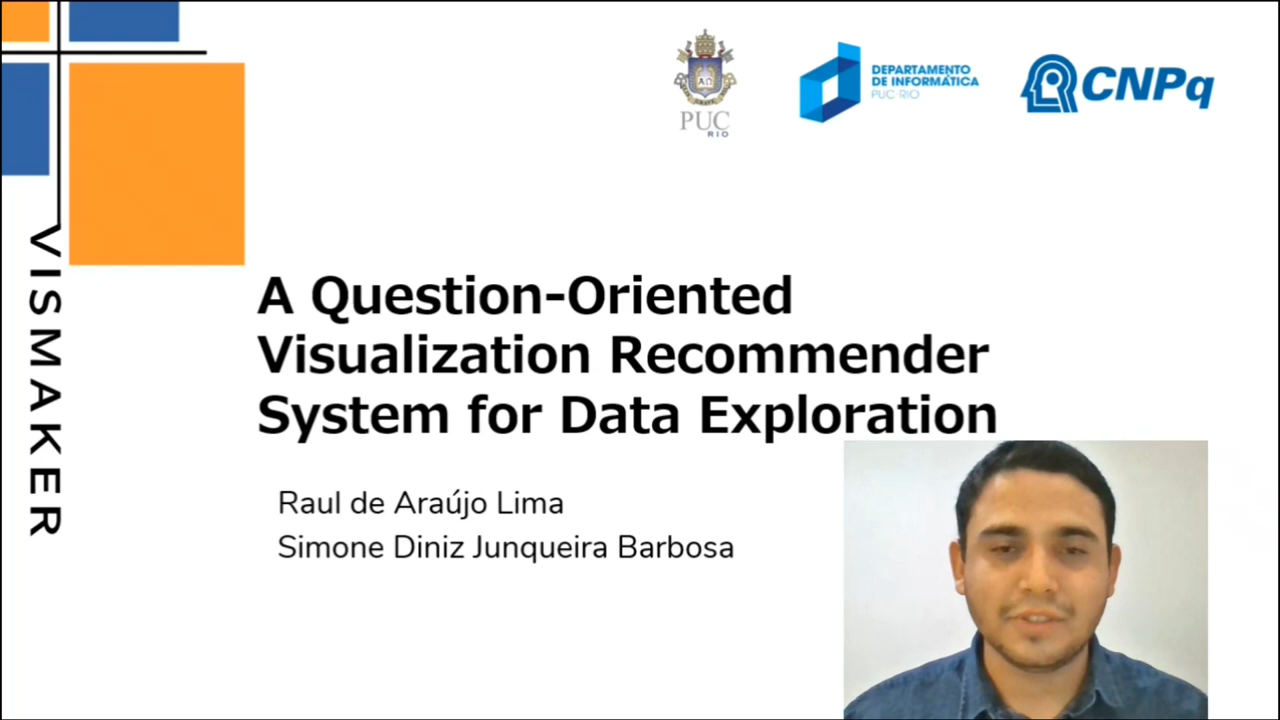 PUC
RIO
DEPARTAMENTO
DE INFORMÁTICA
PUC-RIO
CNPq
VISMAKER
A Question-Oriented
Visualization Recommender
System for Data Exploration
Raul de Araújo Lima
Simone Diniz Junqueira Barbosa